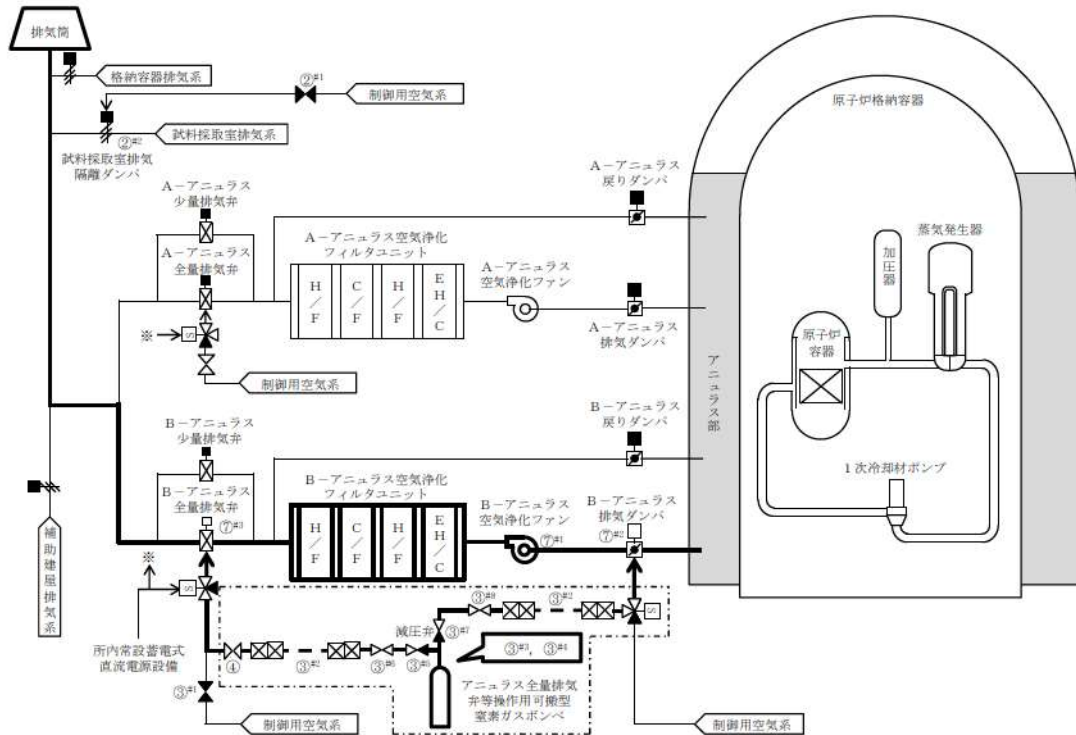 排気筒
格納容器排気系
②#1
制御用空気系
②#2
試料採取室排気系
試料採取室排気
隔離ダンパ
原子炉格納容器
A－アニュラス
戻りダンパ
A－アニュラス
少量排気弁
A－アニュラス
全量排気弁
A－アニュラス空気浄化
フィルタユニット
H/F
C/F
H/F
EH/C
A－アニュラス
空気浄化ファン
A－アニュラス
排気ダンパ
※
S
制御用空気系
蒸気発生器
加圧器
原子炉
容器
アニュラス部
1次冷却材ポンプ
B－アニュラス
戻りダンパ
B－アニュラス
少量排気弁
B－アニュラス
全量排気弁
⑦#3
B－アニュラス空気浄化
フィルタユニット
H/F
C/F
H/F
EH/C
B－アニュラス
空気浄化ファン
⑦#1
B－アニュラス
排気ダンパ
⑦#2
補助建屋排気系
※
S
③#8
③#2
S
減圧弁
③#7
所内常設蓄電式
直流電源設備
④
③#2
③#6
③#5
③#3, ③#4
③#1
アニュラス全量排気
弁等操作用可搬型
窒素ガスボンベ
制御用空気系
制御用空気系